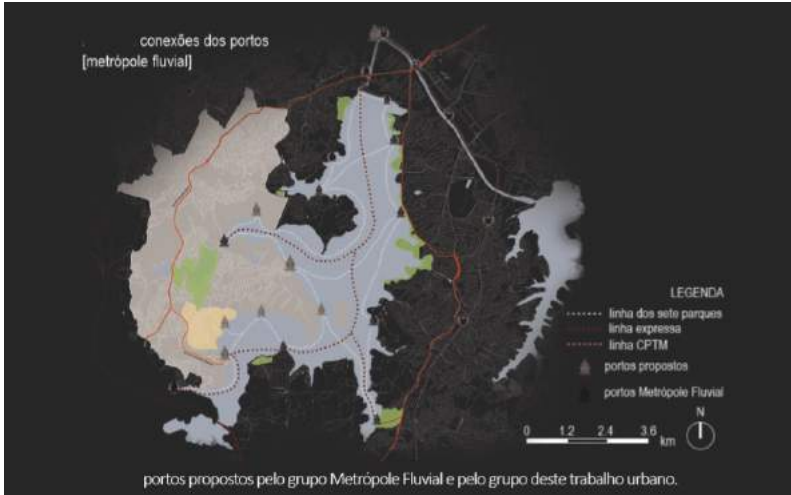 conexões dos portos
[metrópole fluvial]
LEGENDA
linha dos sete parques
linha expressa
linha CPTM
portos propostos
portos Metrópole Fluvial
N
0 1.2 2.4 3.6
km
portos propostos pelo grupo Metrópole Fluvial e pelo grupo deste trabalho urbano.